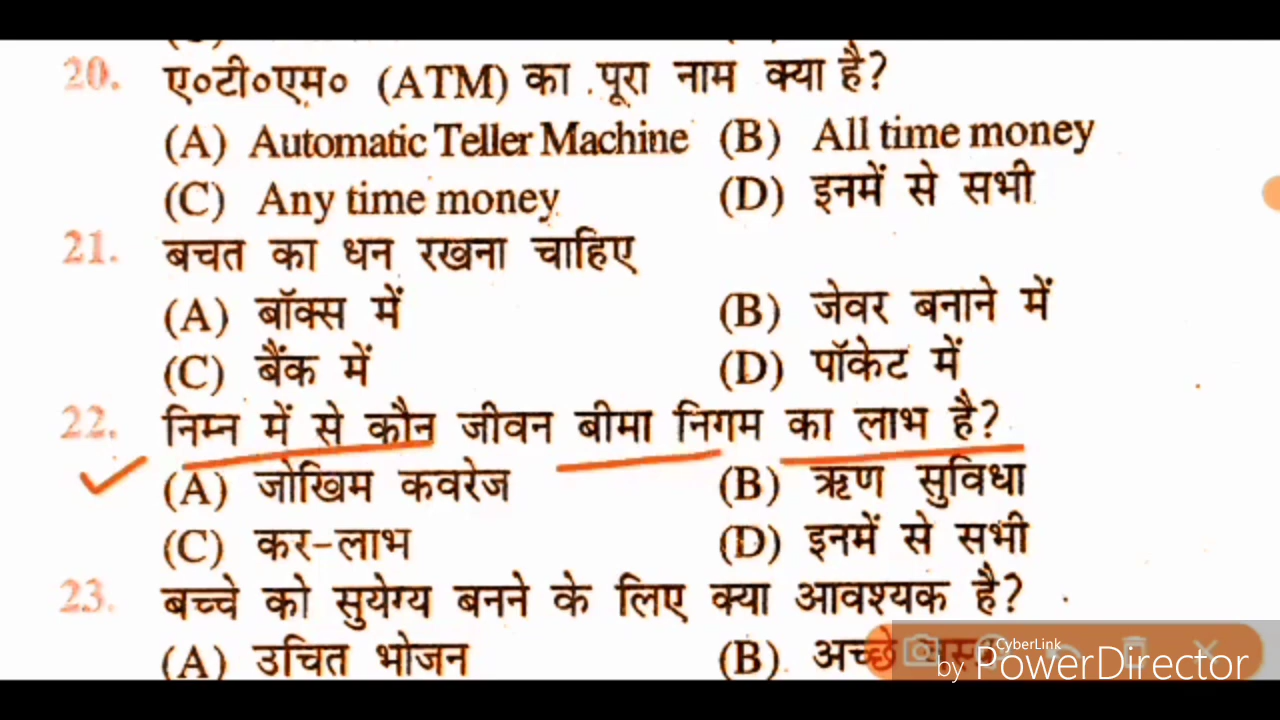 20. ए०टी०एम० (ATM) का पूरा नाम क्या है?
(A) Automatic Teller Machine (B) All time money
(C) Any time money (D) इनमें से सभी
21. बचत का धन रखना चाहिए
(A) बॉक्स में (B) जेवर बनाने में
(C) बैंक में (D) पॉकेट में
22. निम्न में से कौन जीवन बीमा निगम का लाभ है?
(A) जोखिम कवरेज (B) ऋण सुविधा
(C) कर-लाभ (D) इनमें से सभी
23. बच्चे को सुयेग्य बनने के लिए क्या आवश्यक है?
(A) उचित भोजन (B) अच्छे
CyberLink
by PowerDirector